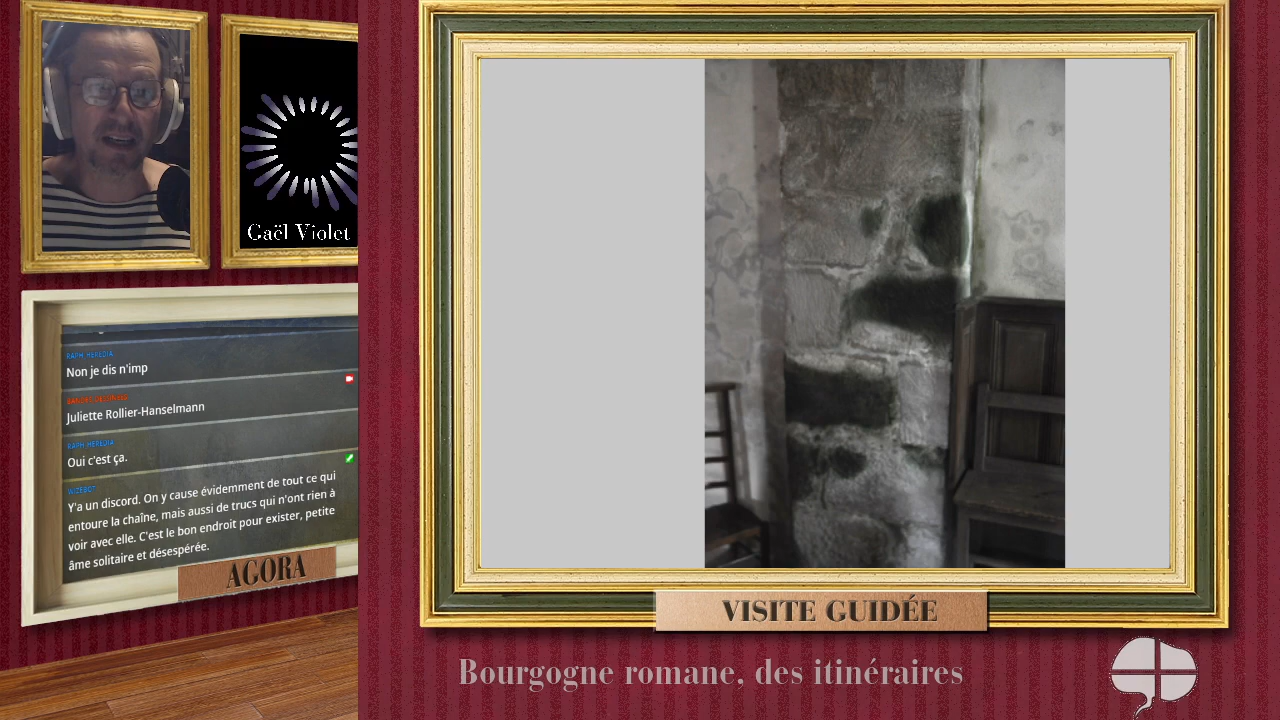 Gaël Violet
RAPH HEREDIA
Non je dis n'imp
Juliette Rollier-Hanselmann
RAPH HEREDIA
Oui c'est ça.
WIZEBOT
Y'a un discord. On y cause évidemment de tout ce qui
entoure la chaîne, mais aussi de trucs qui n'ont rien à
voir avec elle. C'est le bon endroit pour exister, petite
âme solitaire et désespérée.
AGORA
VISITE GUIDÉE
Bourgogne romane, des itinéraires